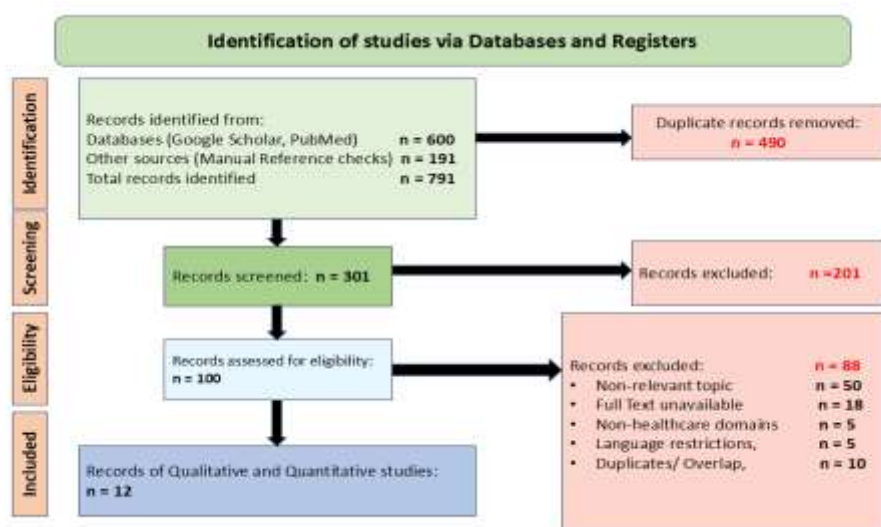 Identification of studies via Databases and Registers
Identification
Records identified from:
Databases (Google Scholar, PubMed) n = 600
Other sources (Manual Reference checks) n = 191
Total records identified n = 791
Duplicate records removed:
n = 490
Screening
Records screened: n = 301
Records excluded: n =201
Eligibility
Records assessed for eligibility:
n = 100
Records excluded: n = 88
• Non-relevant topic n = 50
• Full Text unavailable n = 18
• Non-healthcare domains n = 5
• Language restrictions, n = 5
• Duplicates/ Overlap, n = 10
Included
Records of Qualitative and Quantitative studies:
n = 12